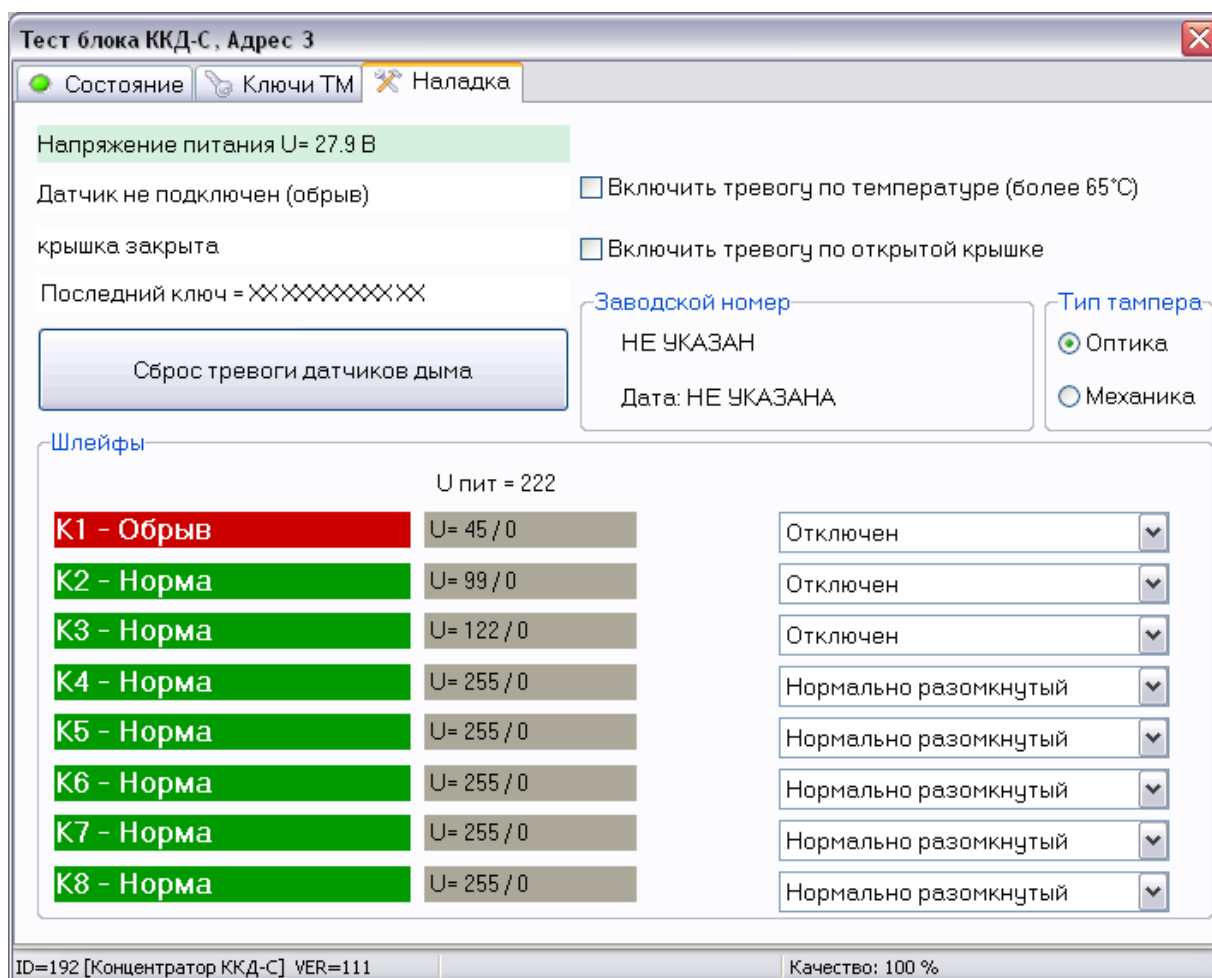 Тест блока ККД-С, Адрес 3
Состояние Ключи ТМ Наладка
Напряжение питания U= 27.9 В
Датчик не подключен (обрыв)
Включить тревогу по температуре (более 65°C)
крышка закрыта
Включить тревогу по открытой крышке
Последний ключ = XX XXXXXXXX XX
Заводской номер
Тип тампера
НЕ УКАЗАН
Оптика
Сброс тревоги датчиков дыма
Дата: НЕ УКАЗАНА
Механика
Шлейфы
U пит = 222
К1 - Обрыв U= 45 / 0 Отключен
К2 - Норма U= 99 / 0 Отключен
К3 - Норма U= 122 / 0 Отключен
К4 - Норма U= 255 / 0 Нормально разомкнутый
К5 - Норма U= 255 / 0 Нормально разомкнутый
К6 - Норма U= 255 / 0 Нормально разомкнутый
К7 - Норма U= 255 / 0 Нормально разомкнутый
К8 - Норма U= 255 / 0 Нормально разомкнутый
ID=192 [Концентратор ККД-С] VER=111 Качество: 100 %